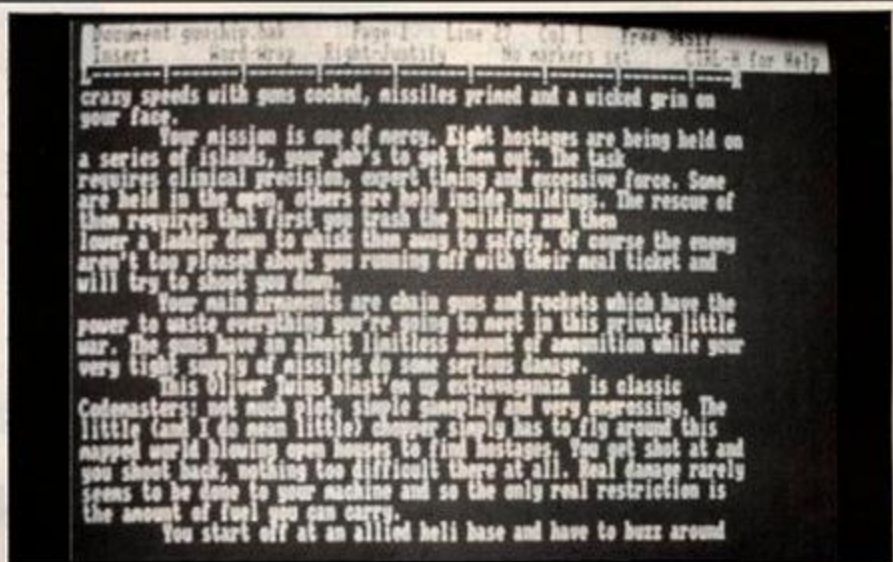 Document gunship.bak Page 1 Line 27 Col 1 Free
Insert Word-Wrap Right-Justify No markers set CTRL-H for Help
crazy speeds with guns cocked, missiles primed and a wicked grin on
your face.
Your mission is one of mercy. Eight hostages are being held on
a series of islands, your job's to get them out. The task
requires clinical precision, expert timing and excessive force. Some
are held in the open, others are held inside buildings. The rescue of
them requires that first you trash the building and then
lower a ladder down to whisk them away to safety. Of course the enemy
aren't too pleased about you running off with their meal ticket and
will try to shoot you down.
Your main armaments are chain guns and rockets which have the
power to waste everything you're going to meet in this private little
war. The guns have an almost limitless amount of ammunition while your
very tight supply of missiles do some serious damage.
This Oliver Twins blast'em up extravaganaza is classic
Codemasters: not much plot, simple gameplay and very engrossing. The
little (and I do mean little) chopper simply has to fly around this
mapped world blowing open houses to find hostages. You get shot at and
you shoot back, nothing too difficult there at all. Real damage rarely
seems to be done to your machine and so the only real restriction is
the amount of fuel you can carry.
You start off at an allied heli base and have to buzz around